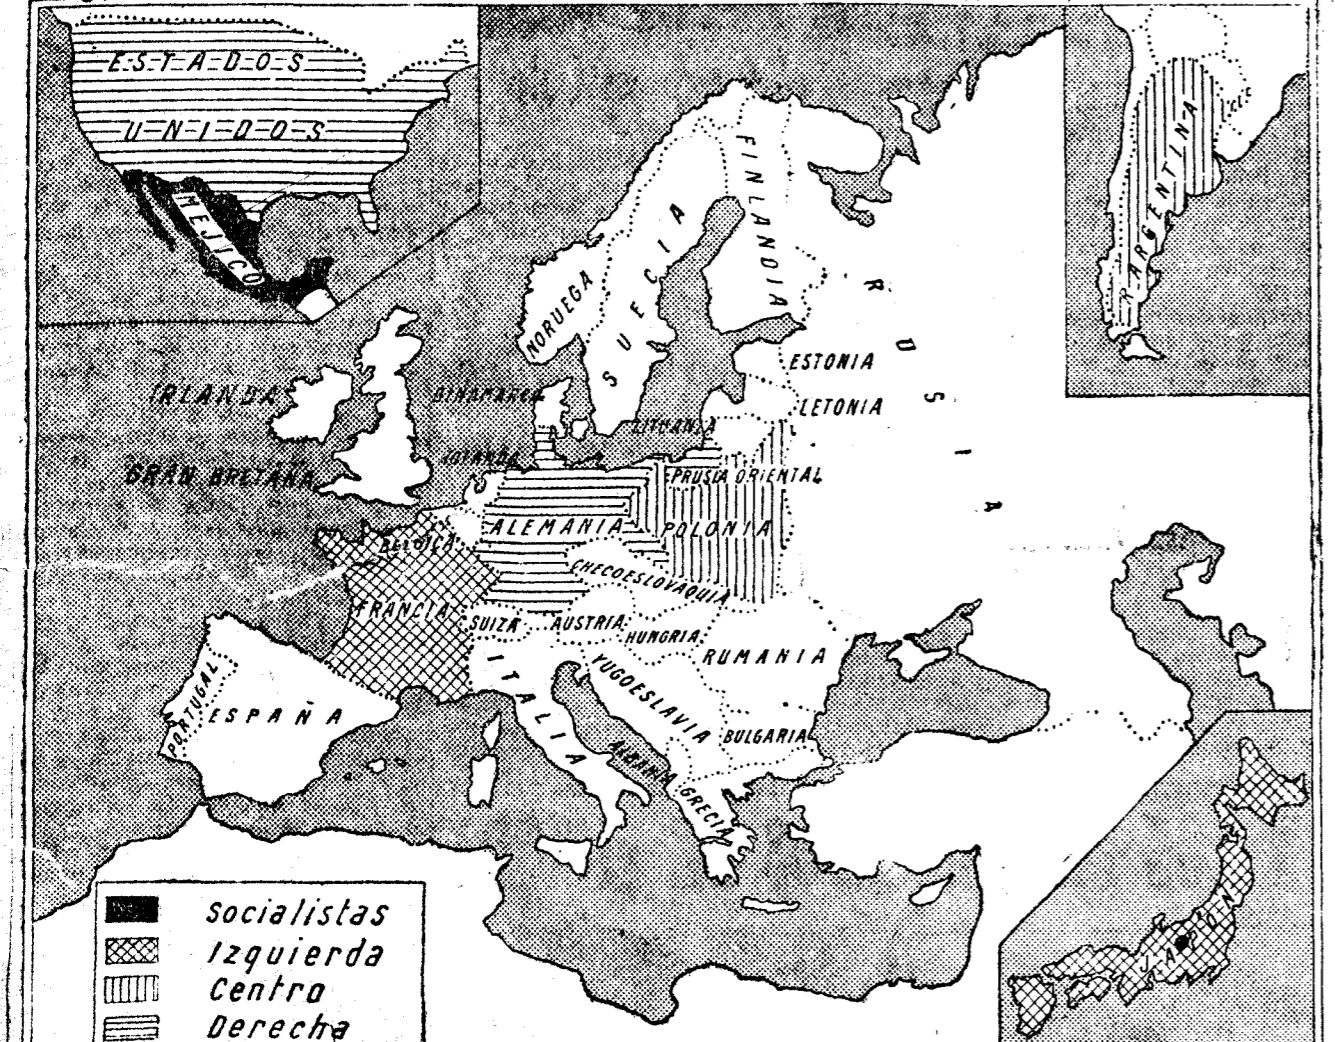 ESTADOS
UNIDOS
MEJICO
ARGENTINA
NORUEGA
SUECIA
FINLANDIA
RUSIA
ESTONIA
LETONIA
LITUANIA
IRLANDA
GRAN BRETAÑA
DINAMARCA
PRUSIA ORIENTAL
ALEMANIA
POLONIA
BELGICA
CHECOESLOVAQUIA
FRANCIA
SUIZA
AUSTRIA
HUNGRIA
RUMANIA
ITALIA
YUGOESLAVIA
BULGARIA
ALBANIA
GRECIA
PORTUGAL
ESPAÑA
JAPON
Socialistas
Izquierda
Centro
Derecha